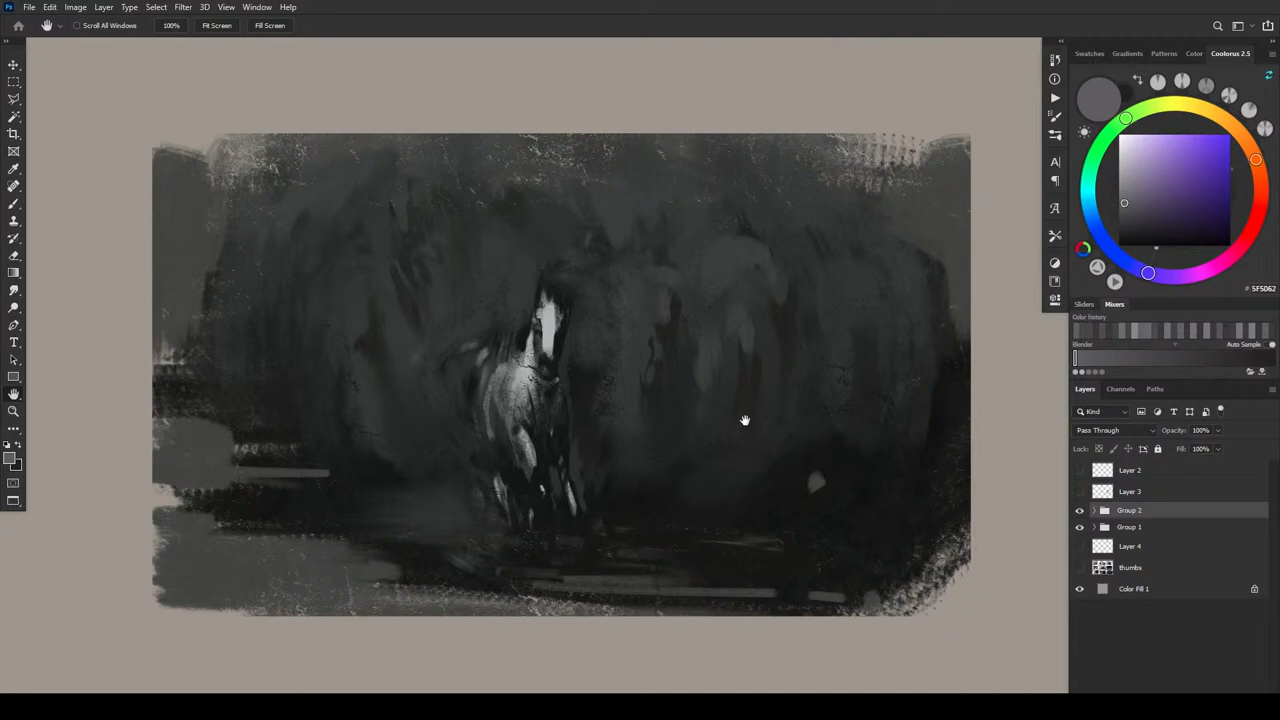 Ps File Edit Image Layer Type Select Filter 3D View Window Help
Scroll All Windows 100% Fit Screen Fill Screen
Swatches Gradients Patterns Color Coolorus 2.5
5F5D62
Sliders Mixers
Color history
Blender Auto Sample
Layers Channels Paths
Kind
Pass Through Opacity: 100%
Lock: Fill: 100%
Layer 2
Layer 3
Group 2
Group 1
Layer 4
thumbs
Color Fill 1